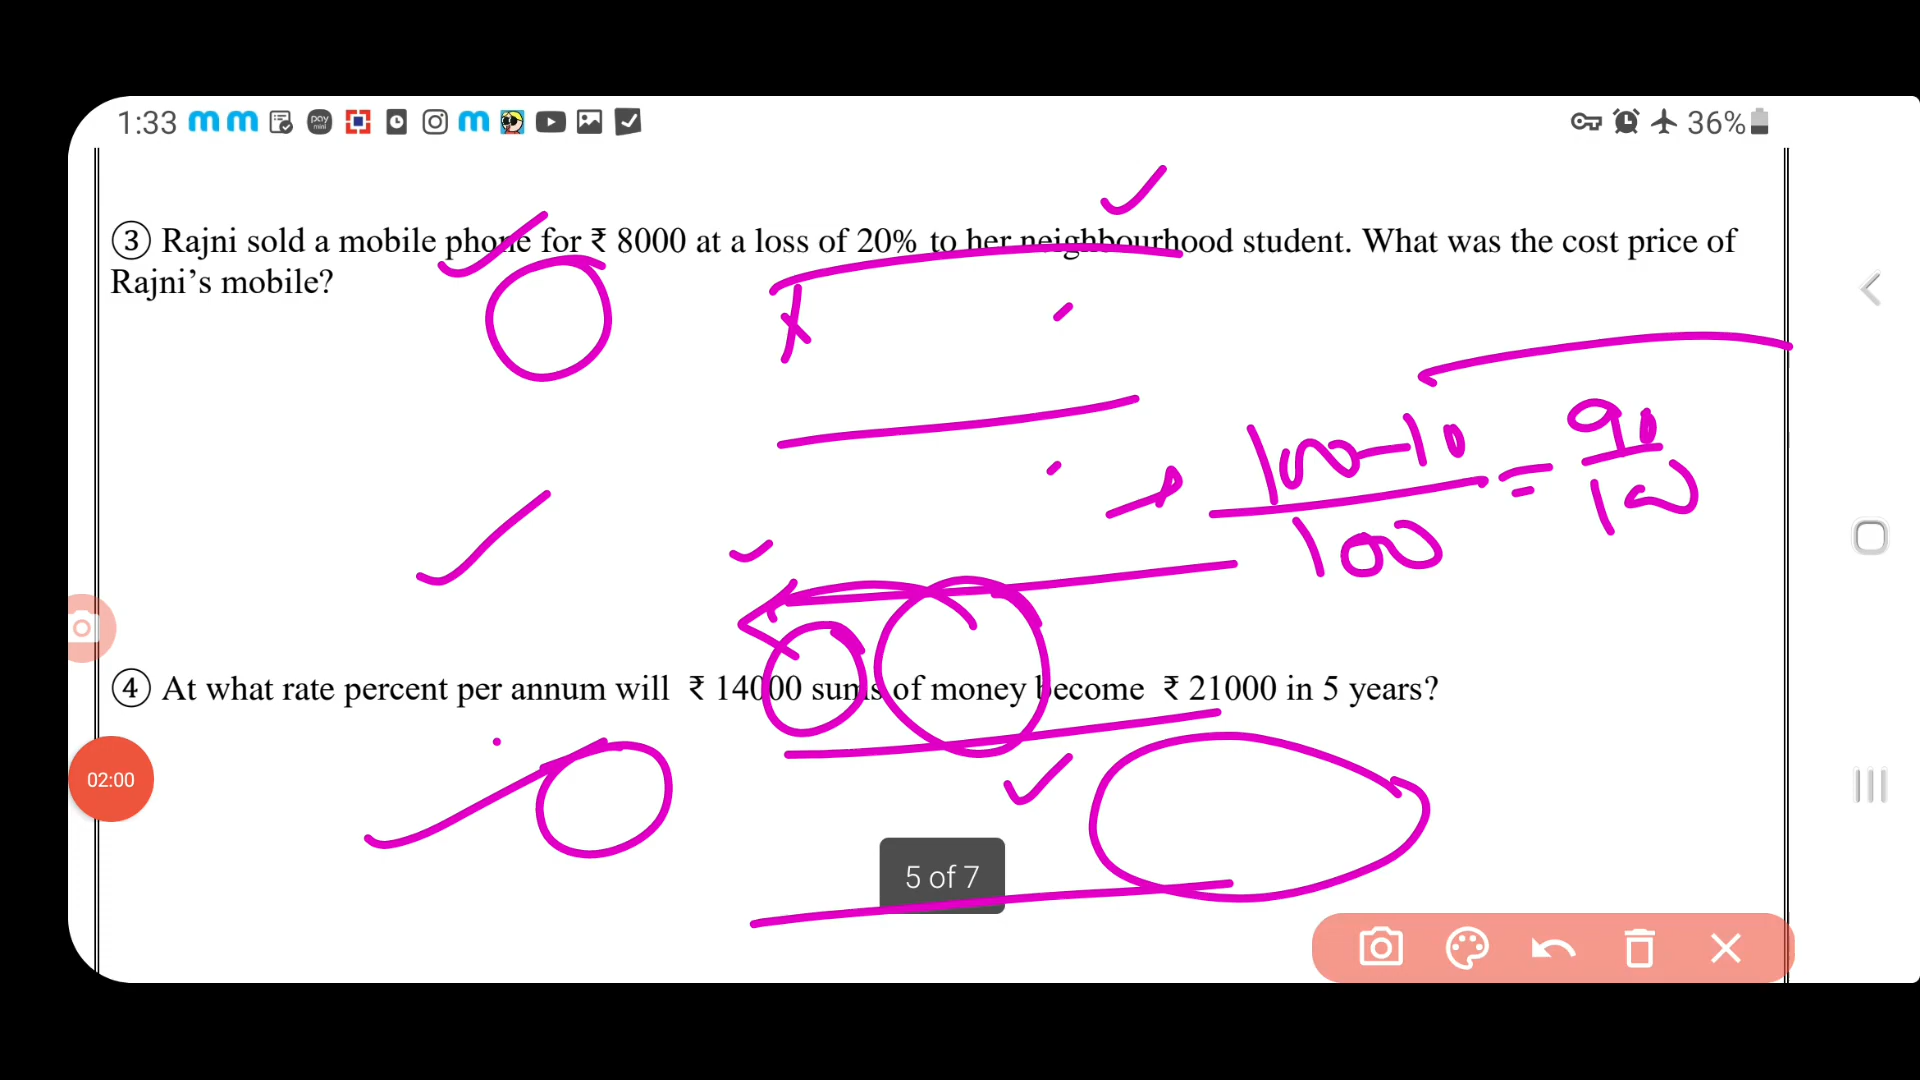 1:33
36%
③ Rajni sold a mobile phone for ₹ 8000 at a loss of 20% to her neighbourhood student. What was the cost price of
Rajni's mobile?
100-10 / 100 = 90 / 100
④ At what rate percent per annum will ₹ 14000 sums of money become ₹ 21000 in 5 years?
02:00
5 of 7